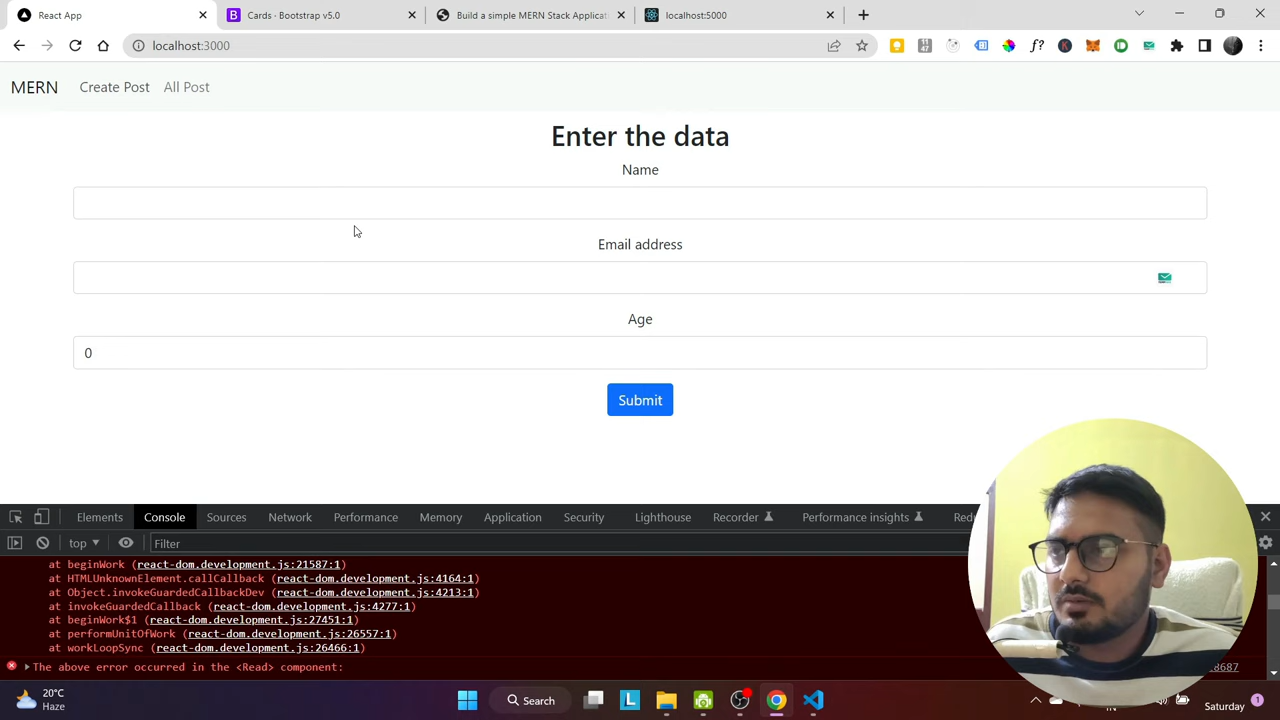 React App
Cards · Bootstrap v5.0
Build a simple MERN Stack Applicat
localhost:5000
localhost:3000
MERN
Create Post
All Post
Enter the data
Name
Email address
Age
0
Submit
Elements
Console
Sources
Network
Performance
Memory
Application
Security
Lighthouse
Recorder
Performance insights
Red
top
Filter
at beginWork (react-dom.development.js:21587:1)
at HTMLUnknownElement.callCallback (react-dom.development.js:4164:1)
at Object.invokeGuardedCallbackDev (react-dom.development.js:4213:1)
at invokeGuardedCallback (react-dom.development.js:4277:1)
at beginWork$1 (react-dom.development.js:27451:1)
at performUnitOfWork (react-dom.development.js:26557:1)
at workLoopSync (react-dom.development.js:26466:1)
The above error occurred in the <Read> component:
8687
20°C
Haze
Search
IN
Saturday
1